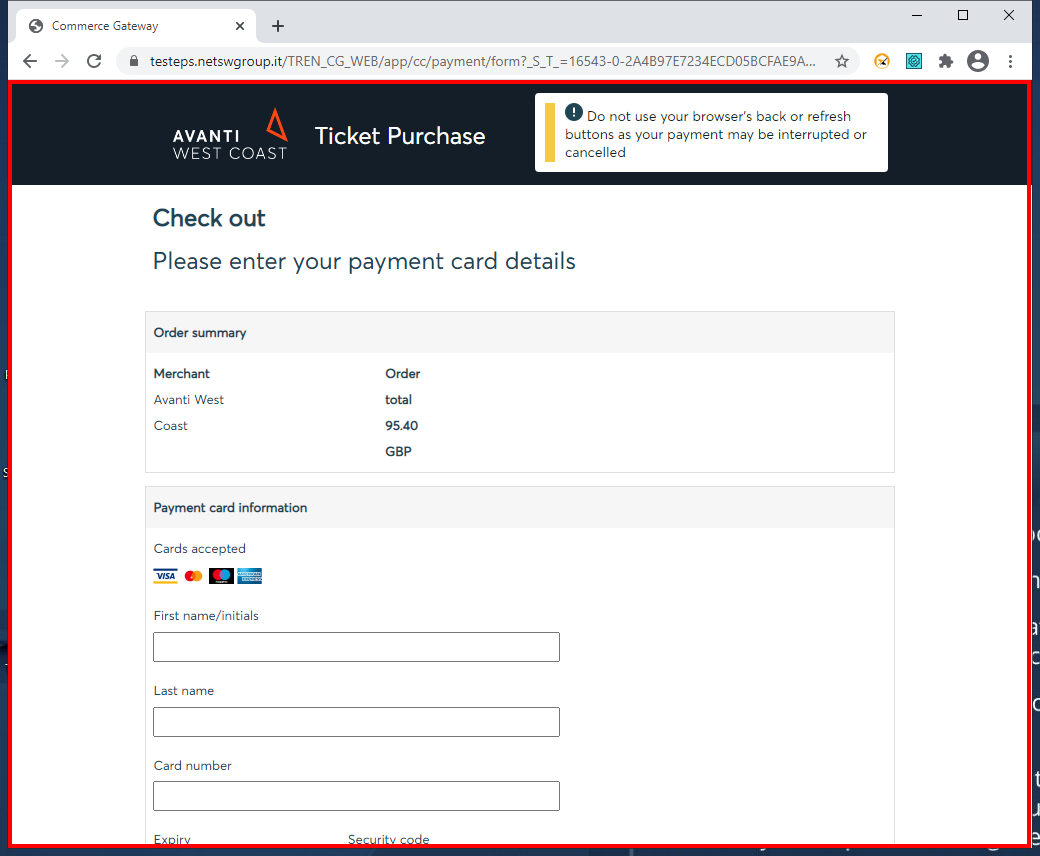 Commerce Gateway
testeps.netswgroup.it/TREN_CG_WEB/app/cc/payment/form?_S_T_=16543-0-2A4B97E7234ECD05BCFAE9A...
AVANTI
WEST COAST
Ticket Purchase
Do not use your browser's back or refresh
buttons as your payment may be interrupted or
cancelled
Check out
Please enter your payment card details
Order summary
Merchant
Avanti West
Coast
Order
total
95.40
GBP
Payment card information
Cards accepted
VISA
First name/initials
Last name
Card number
Expiry Security code